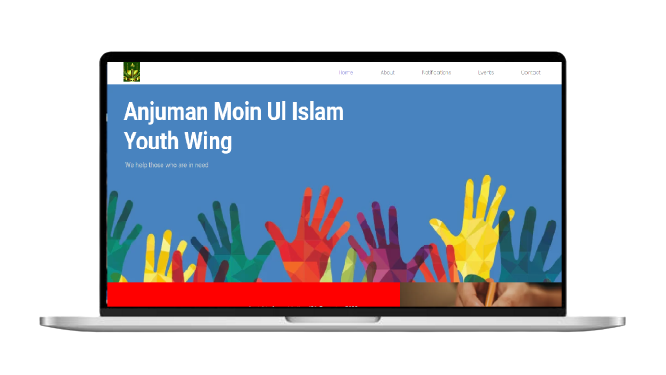 Home About Notifications Events Contact
Anjuman Moin Ul Islam
Youth Wing
We help those who are in need